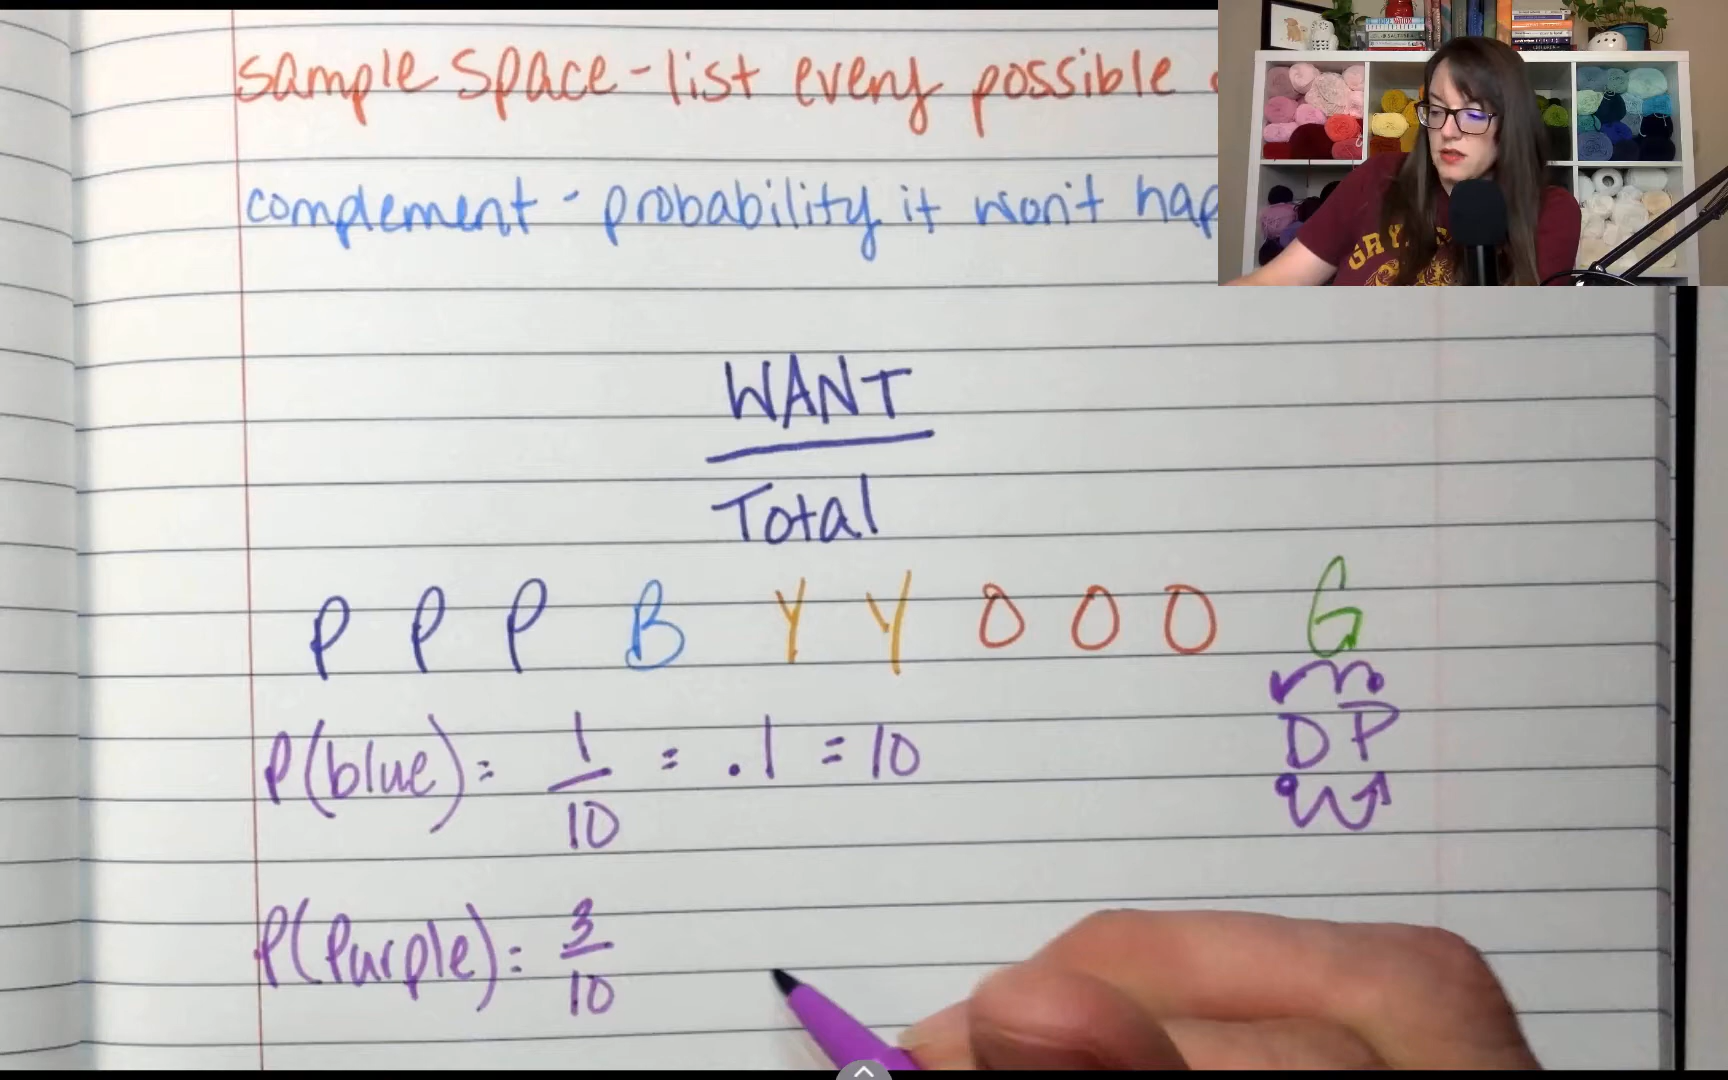 sample space - list every possible
complement - probability it won't hap
WANT
Total
P P P B Y Y O O O G
P(blue) = 1/10 = .1 = 10
D P
P(Purple) = 3/10